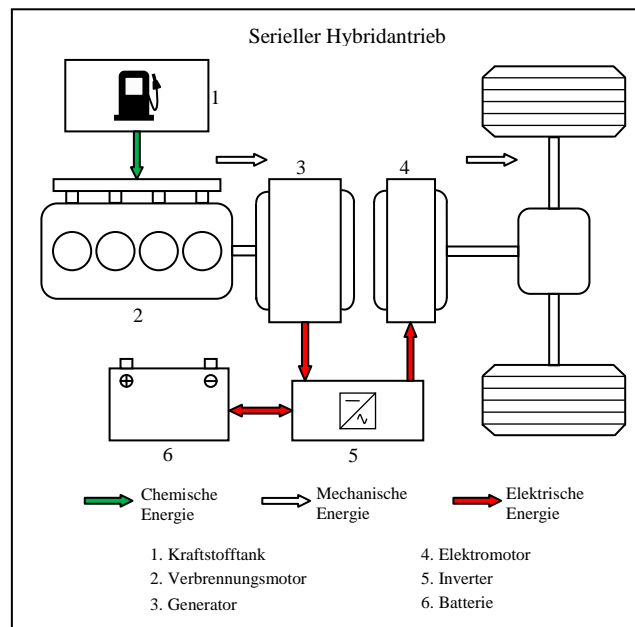 Serieller Hybridantrieb
1
3
4
2
6
5
Chemische
Energie
Mechanische
Energie
Elektrische
Energie
1. Kraftstofftank
2. Verbrennungsmotor
3. Generator
4. Elektromotor
5. Inverter
6. Batterie